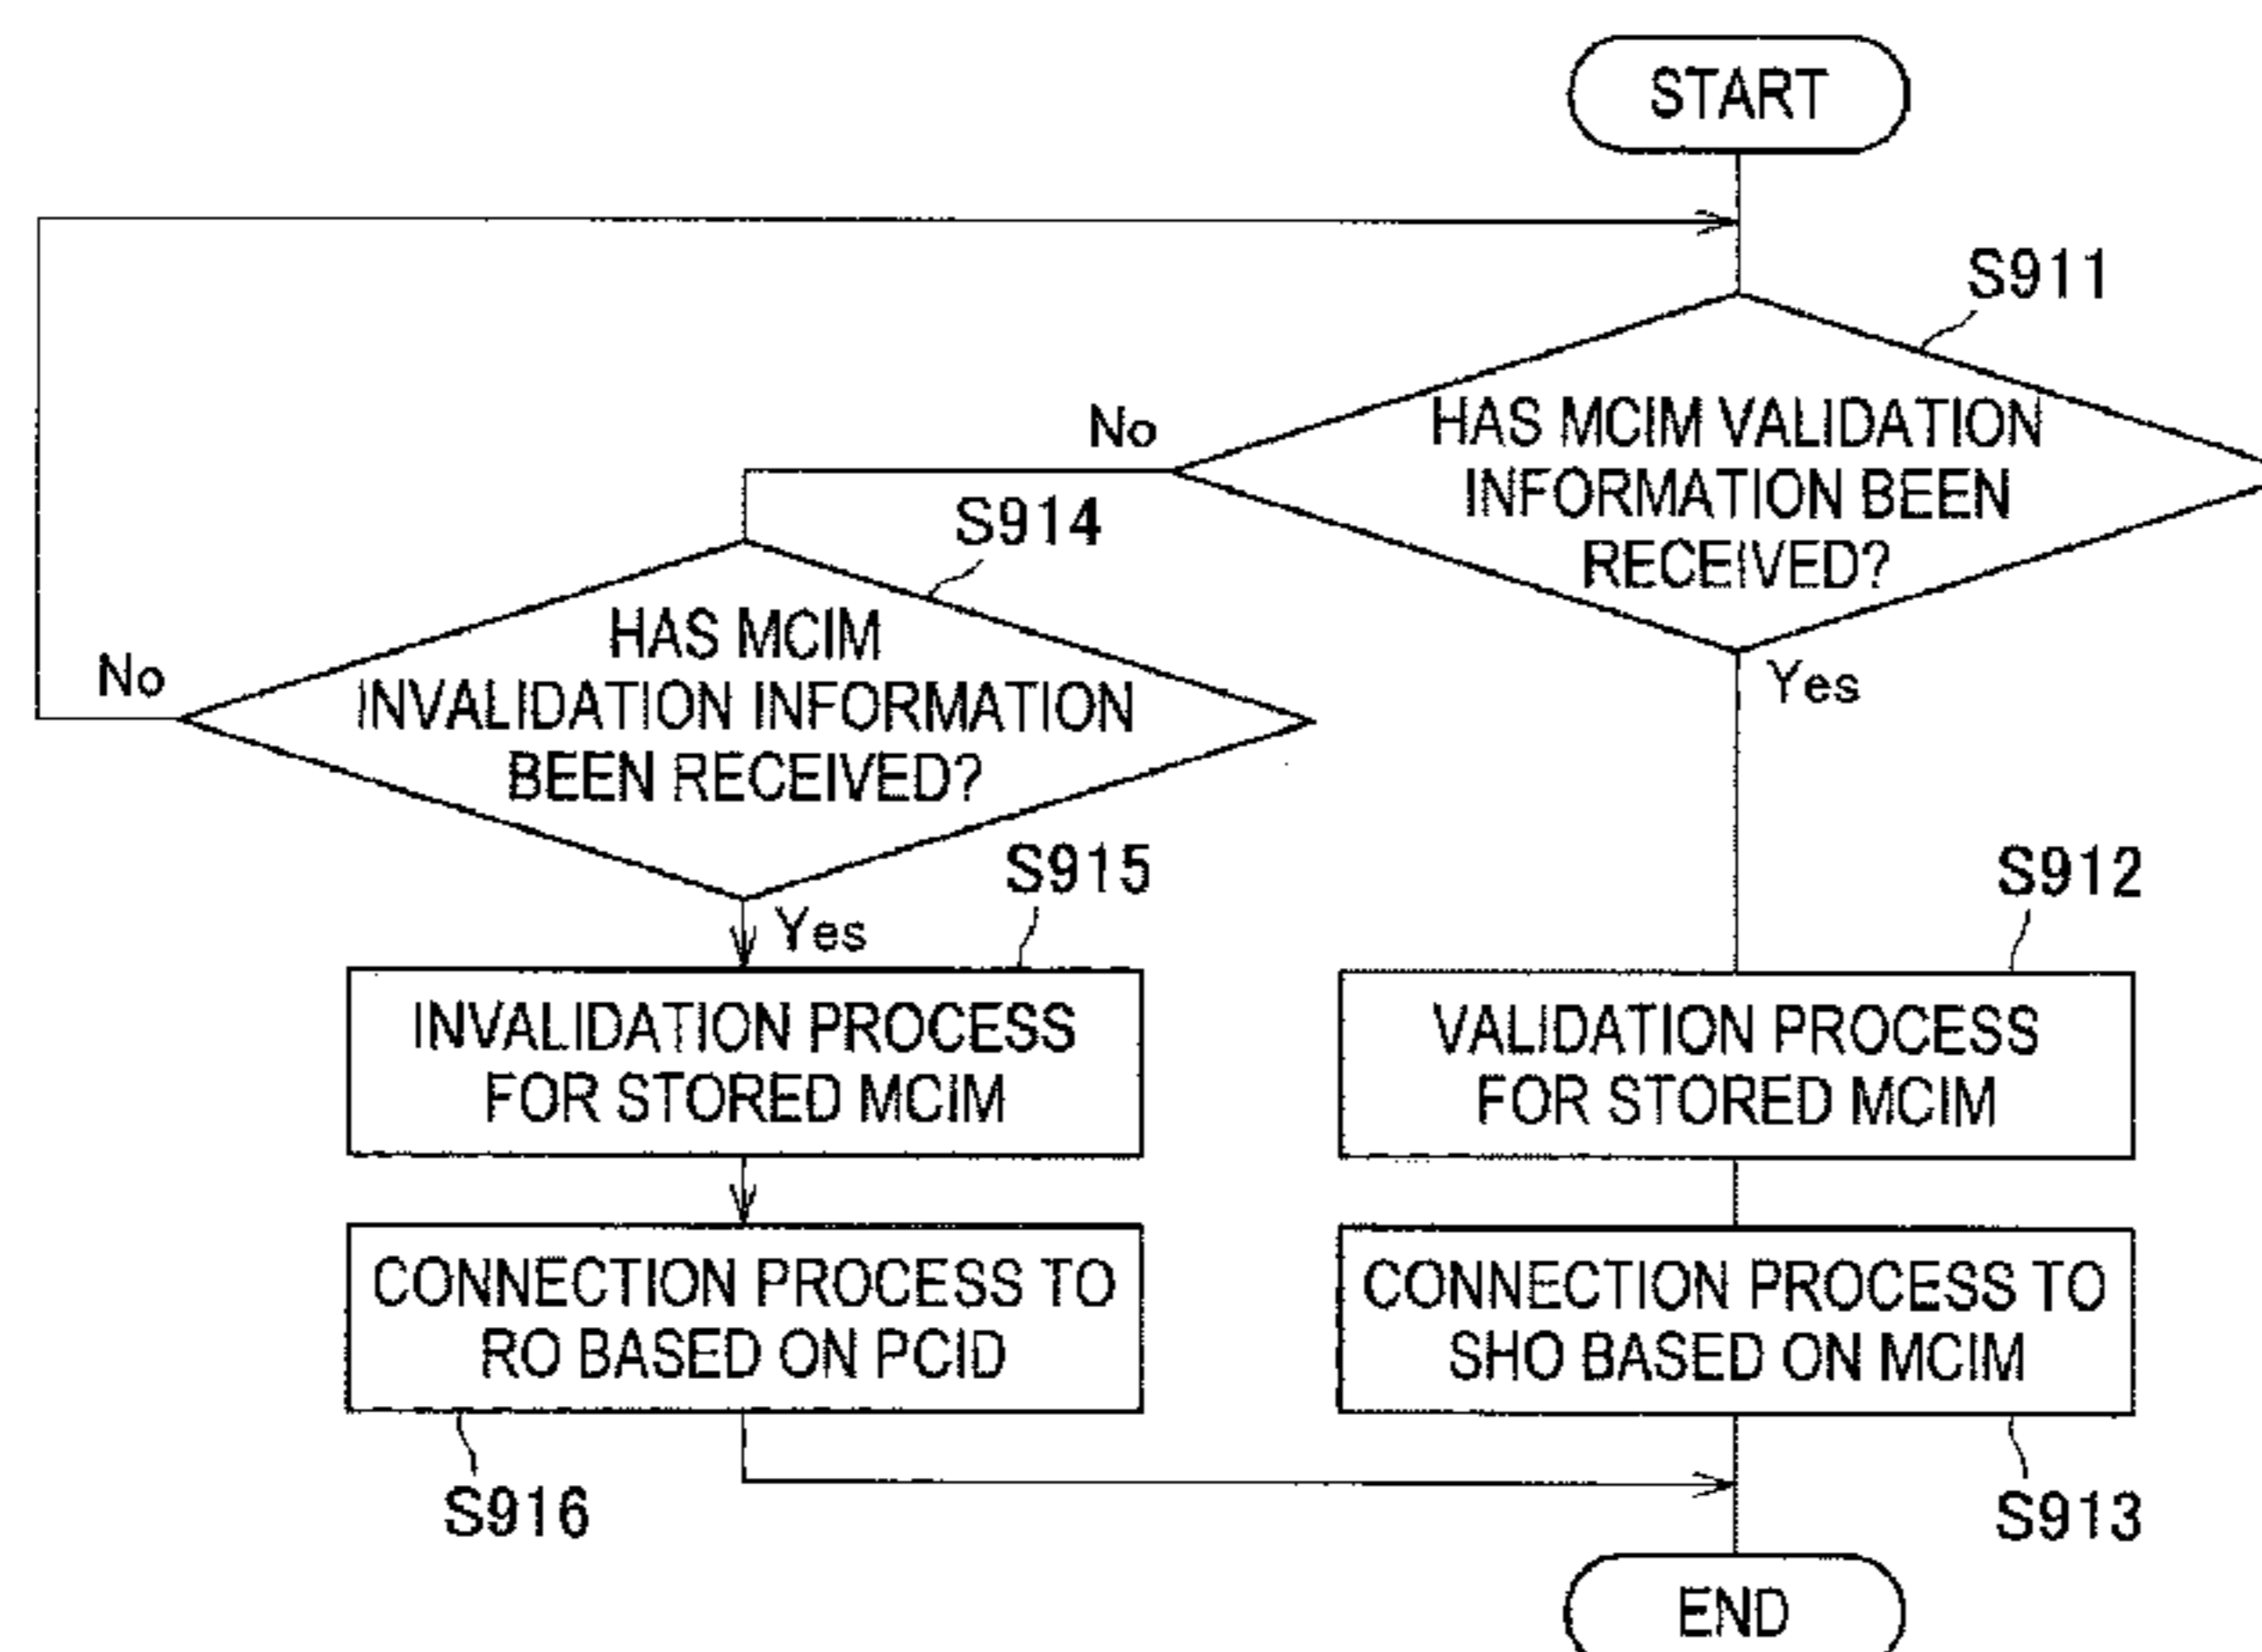 START
S911
HAS MCIM VALIDATION
INFORMATION BEEN
RECEIVED?
No
Yes
S914
HAS MCIM
INVALIDATION INFORMATION
BEEN RECEIVED?
No
Yes
S915
INVALIDATION PROCESS
FOR STORED MCIM
S912
VALIDATION PROCESS
FOR STORED MCIM
CONNECTION PROCESS TO
RO BASED ON PCID
S916
CONNECTION PROCESS TO
SHO BASED ON MCIM
S913
END